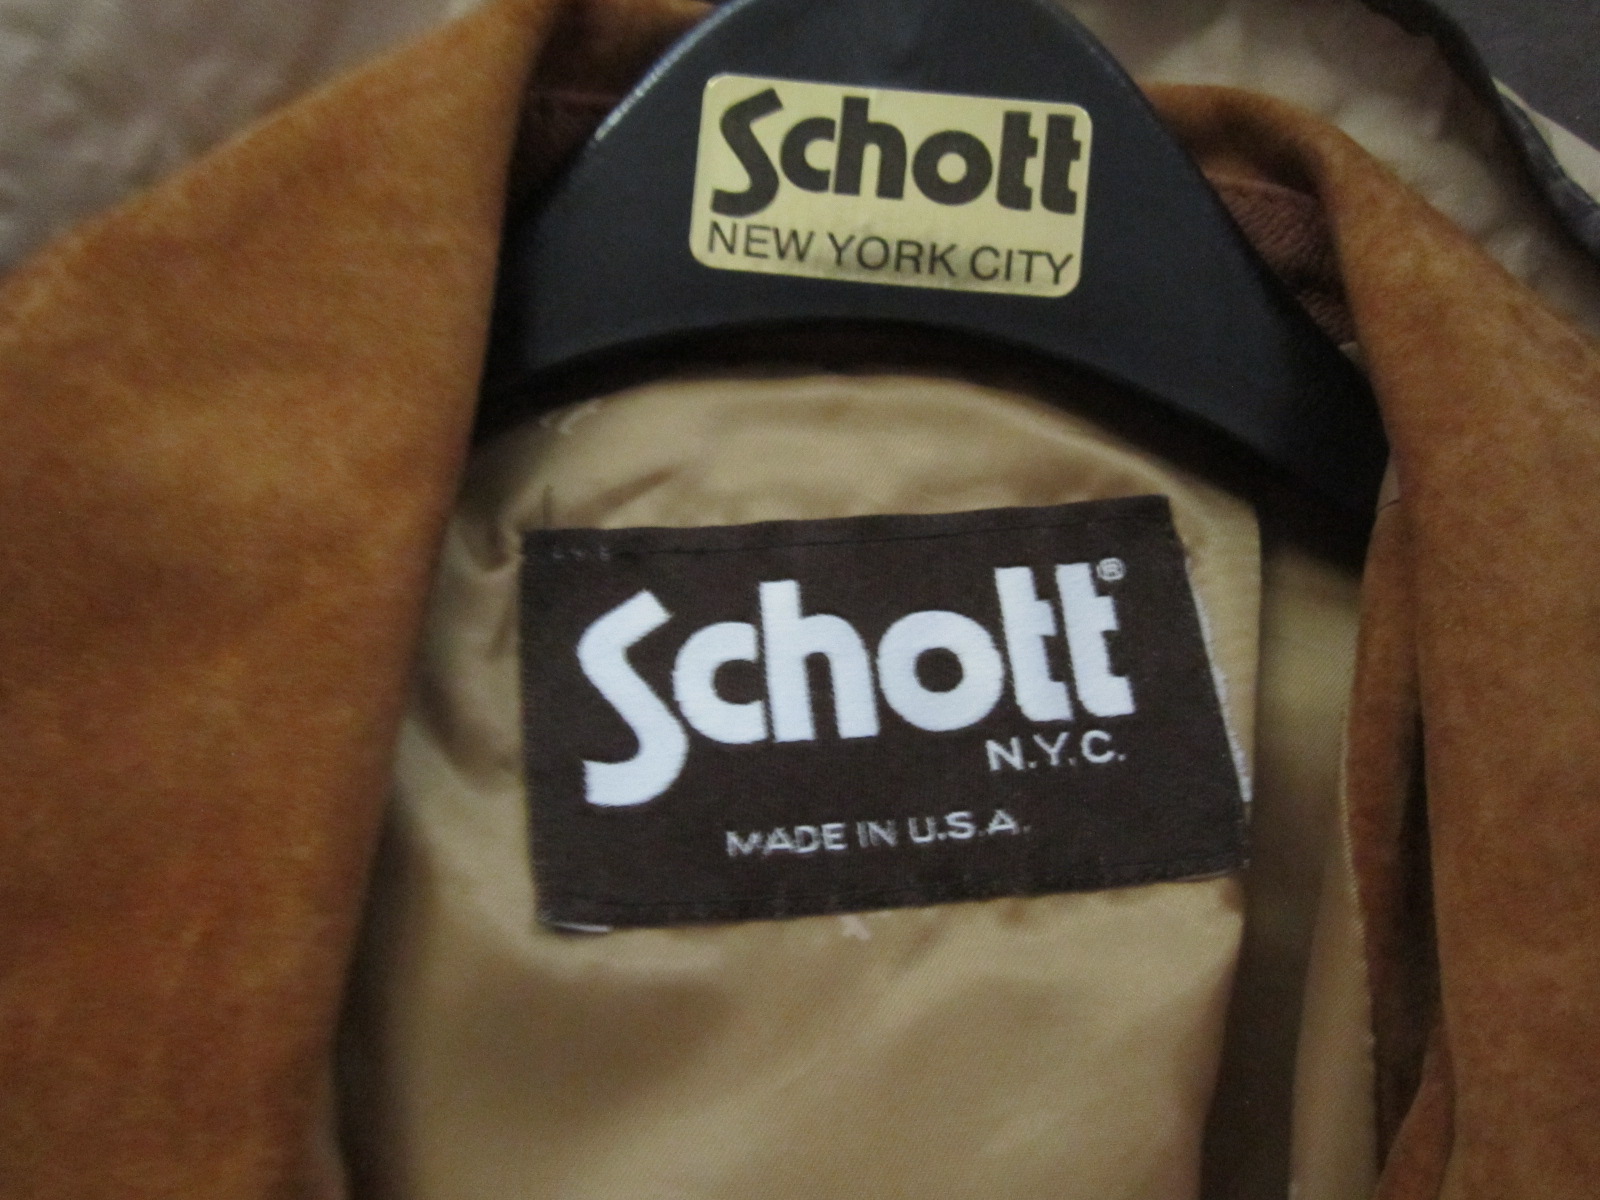 Schott
NEW YORK CITY
Schott®
N.Y.C.
MADE IN U.S.A.